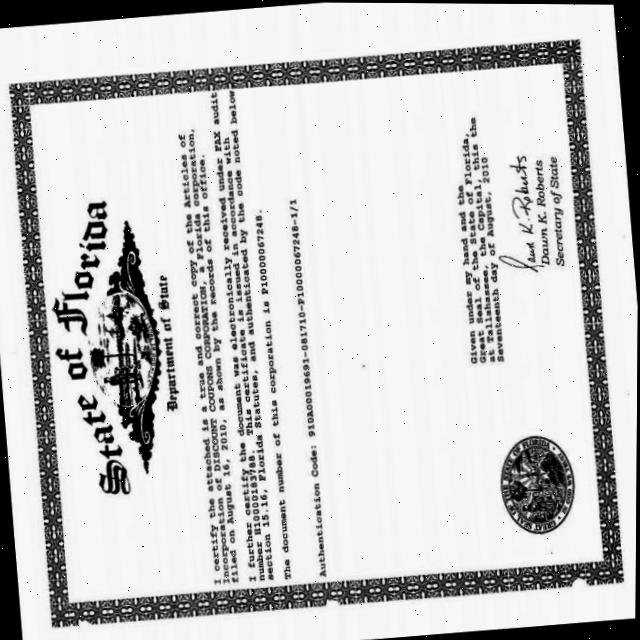 State of Florida
Department of State
I certify the attached is a true and correct copy of the Articles of
Incorporation of DISCOUNT COUPONS CORPORATION, a Florida corporation,
filed on August 16, 2010, as shown by the records of this office.
I further certify the document was electronically received under FAX audit
number H10000183788. This certificate is issued in accordance with
section 15.16, Florida Statutes, and authenticated by the code noted below
The document number of this corporation is P10000067248.
Authentication Code: 910A00019691-081710-P10000067248-1/1
Given under my hand and the
Great Seal of the State of Florida,
at Tallahassee, the Capital, this the
Seventeenth day of August, 2010
Dawn K. Roberts
Dawn K. Roberts
Secretary of State
GREAT SEAL OF THE STATE OF FLORIDA
IN GOD WE TRUST